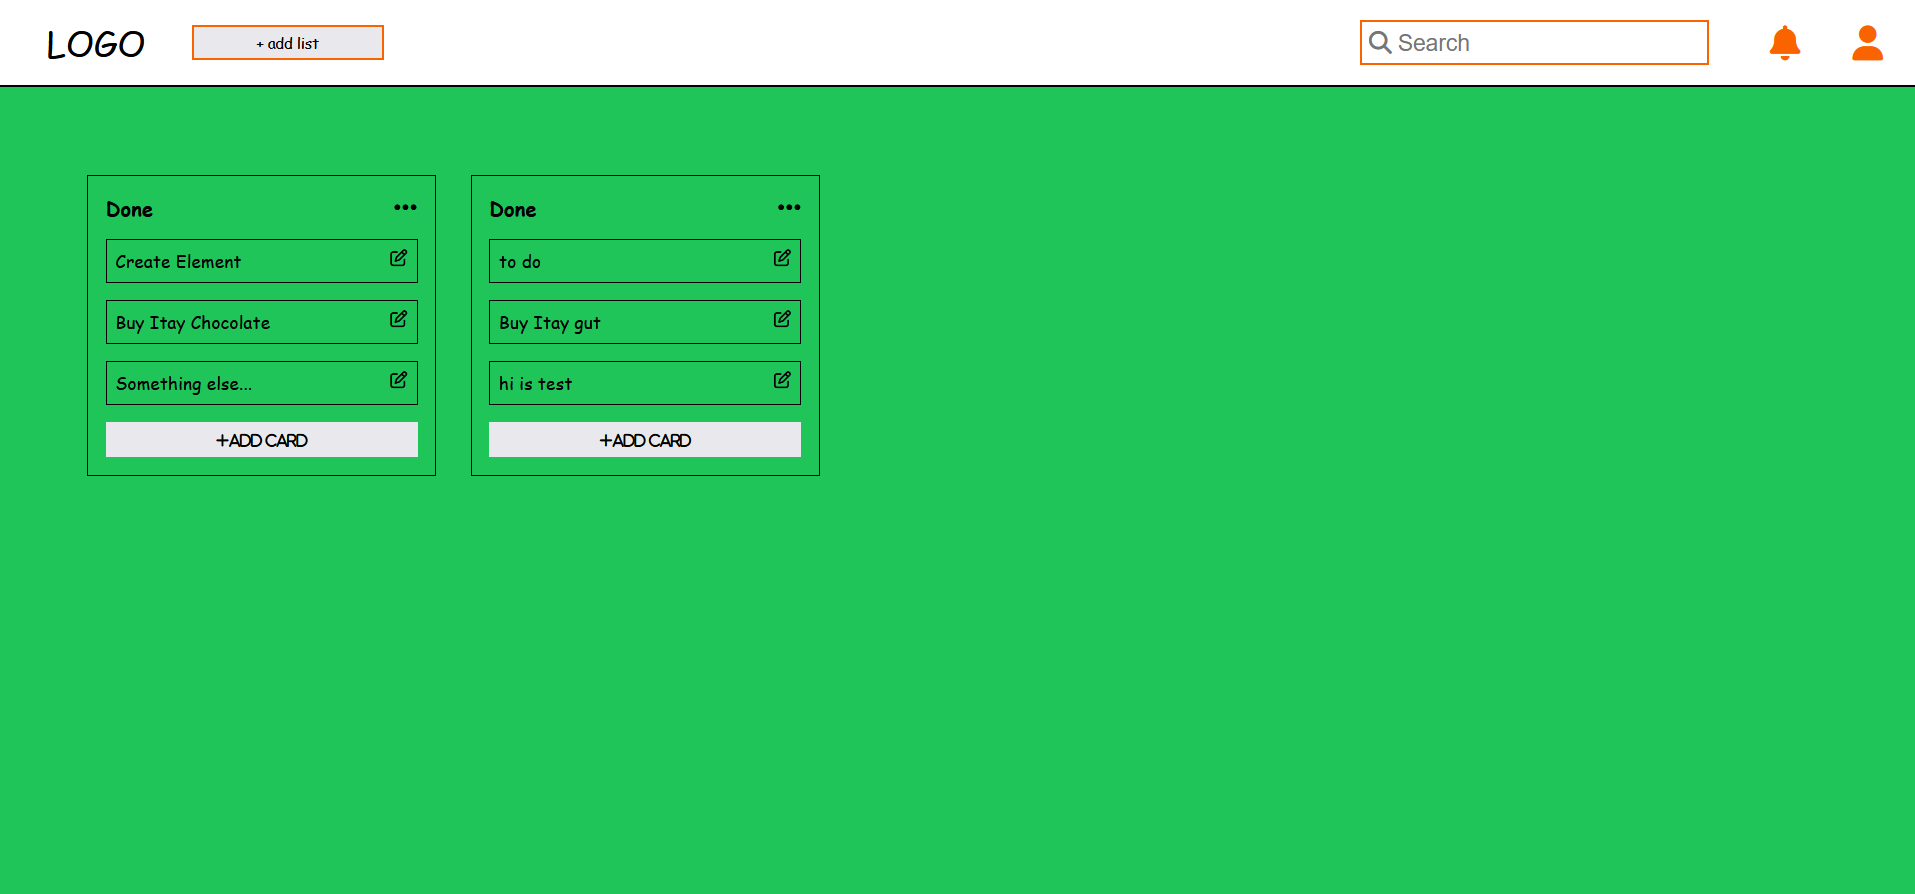 LOGO
+ add list
Search
Done
Create Element
Buy Itay Chocolate
Something else...
+ADD CARD
Done
to do
Buy Itay gut
hi is test
+ADD CARD